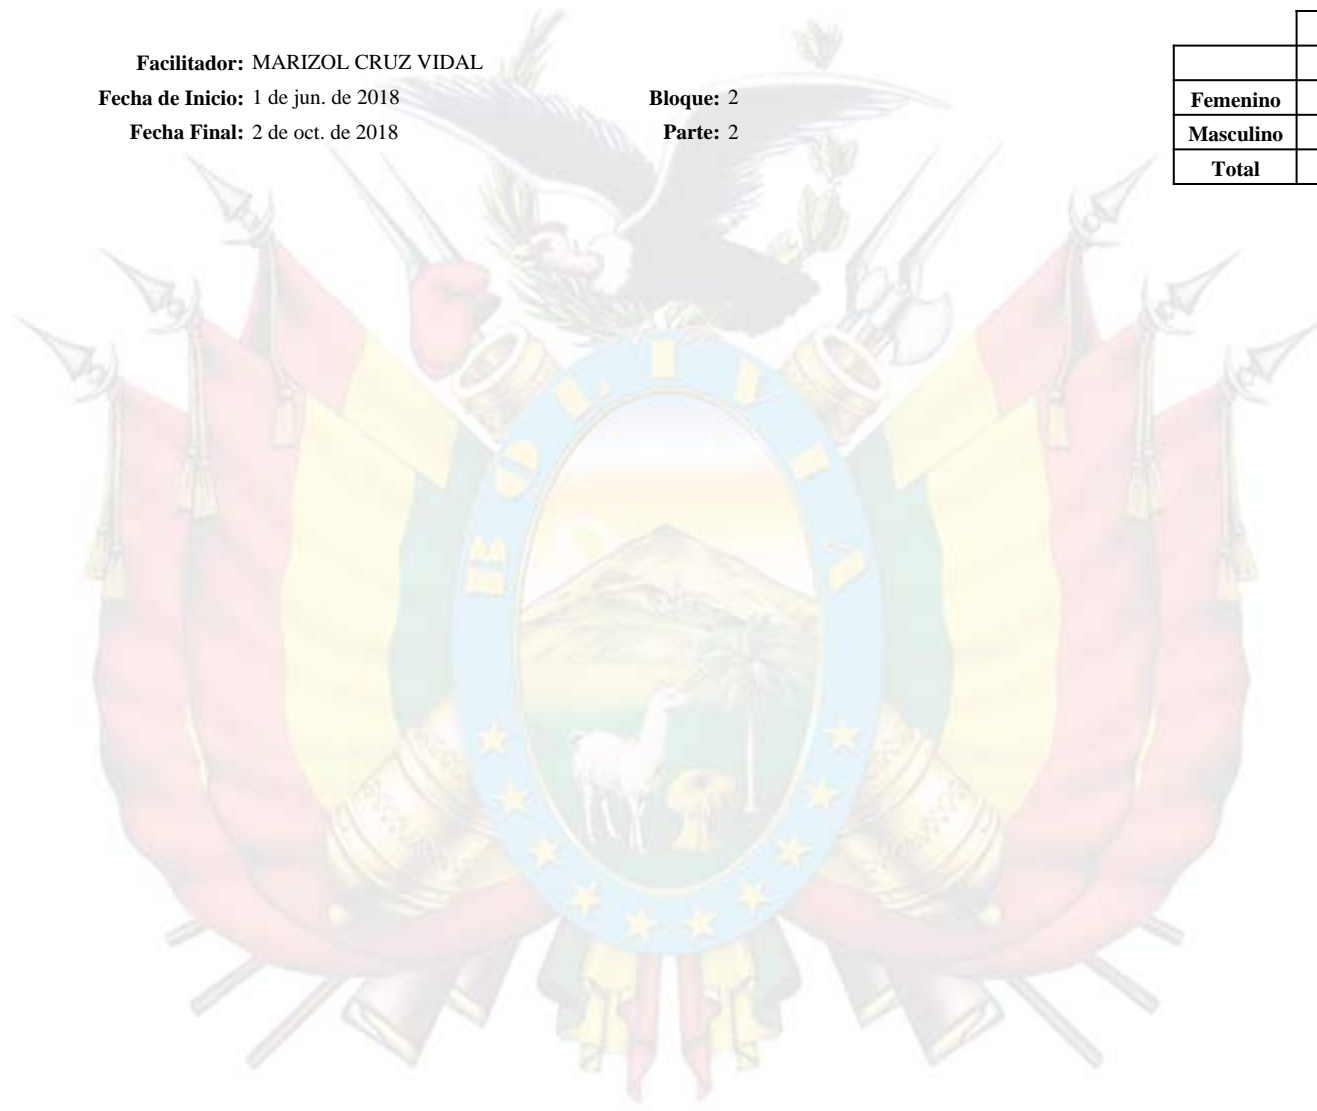 Facilitador: MARIZOL CRUZ VIDAL
Fecha de Inicio: 1 de jun. de 2018 Bloque: 2
Fecha Final: 2 de oct. de 2018 Parte: 2
Femenino
Masculino
Total
BOLIVIA